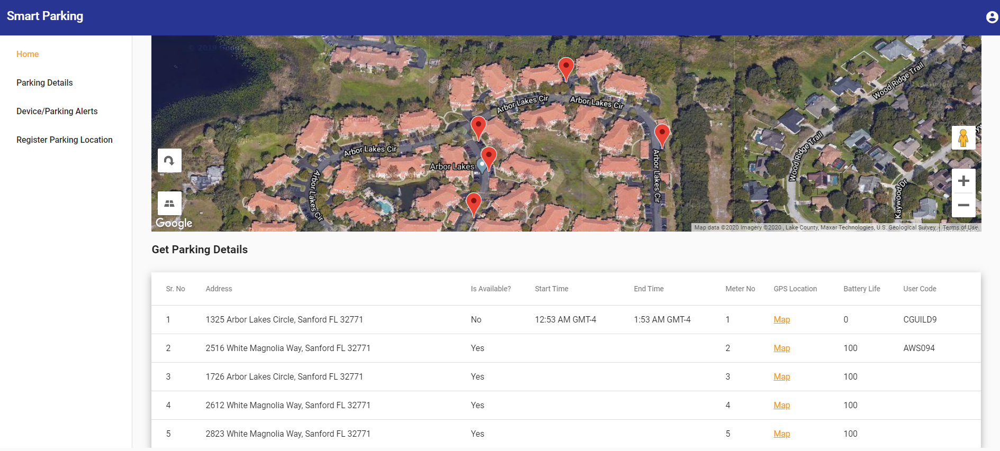 Smart Parking
Home
Parking Details
Device/Parking Alerts
Register Parking Location
Wood Ridge Trail
Arbor Lakes Cir
Arbor Lakes Cir
Arbor Lakes Cir
Wood Ridge Trail
Arbor Lakes
Arbor Lakes Cir
Arbor Lakes Cir
Kaywood Dr
Google
Map data ©2020 Imagery ©2020 , Lake County, Maxar Technologies, U.S. Geological Survey
Terms of Use
Get Parking Details
Sr. No Address Is Available? Start Time End Time Meter No GPS Location Battery Life User Code
1 1325 Arbor Lakes Circle, Sanford FL 32771 No 12:53 AM GMT-4 1:53 AM GMT-4 1 Map 0 CGUILD9
2 2516 White Magnolia Way, Sanford FL 32771 Yes 2 Map 100 AWS094
3 1726 Arbor Lakes Circle, Sanford FL 32771 Yes 3 Map 100
4 2612 White Magnolia Way, Sanford FL 32771 Yes 4 Map 100
5 2823 White Magnolia Way, Sanford FL 32771 Yes 5 Map 100